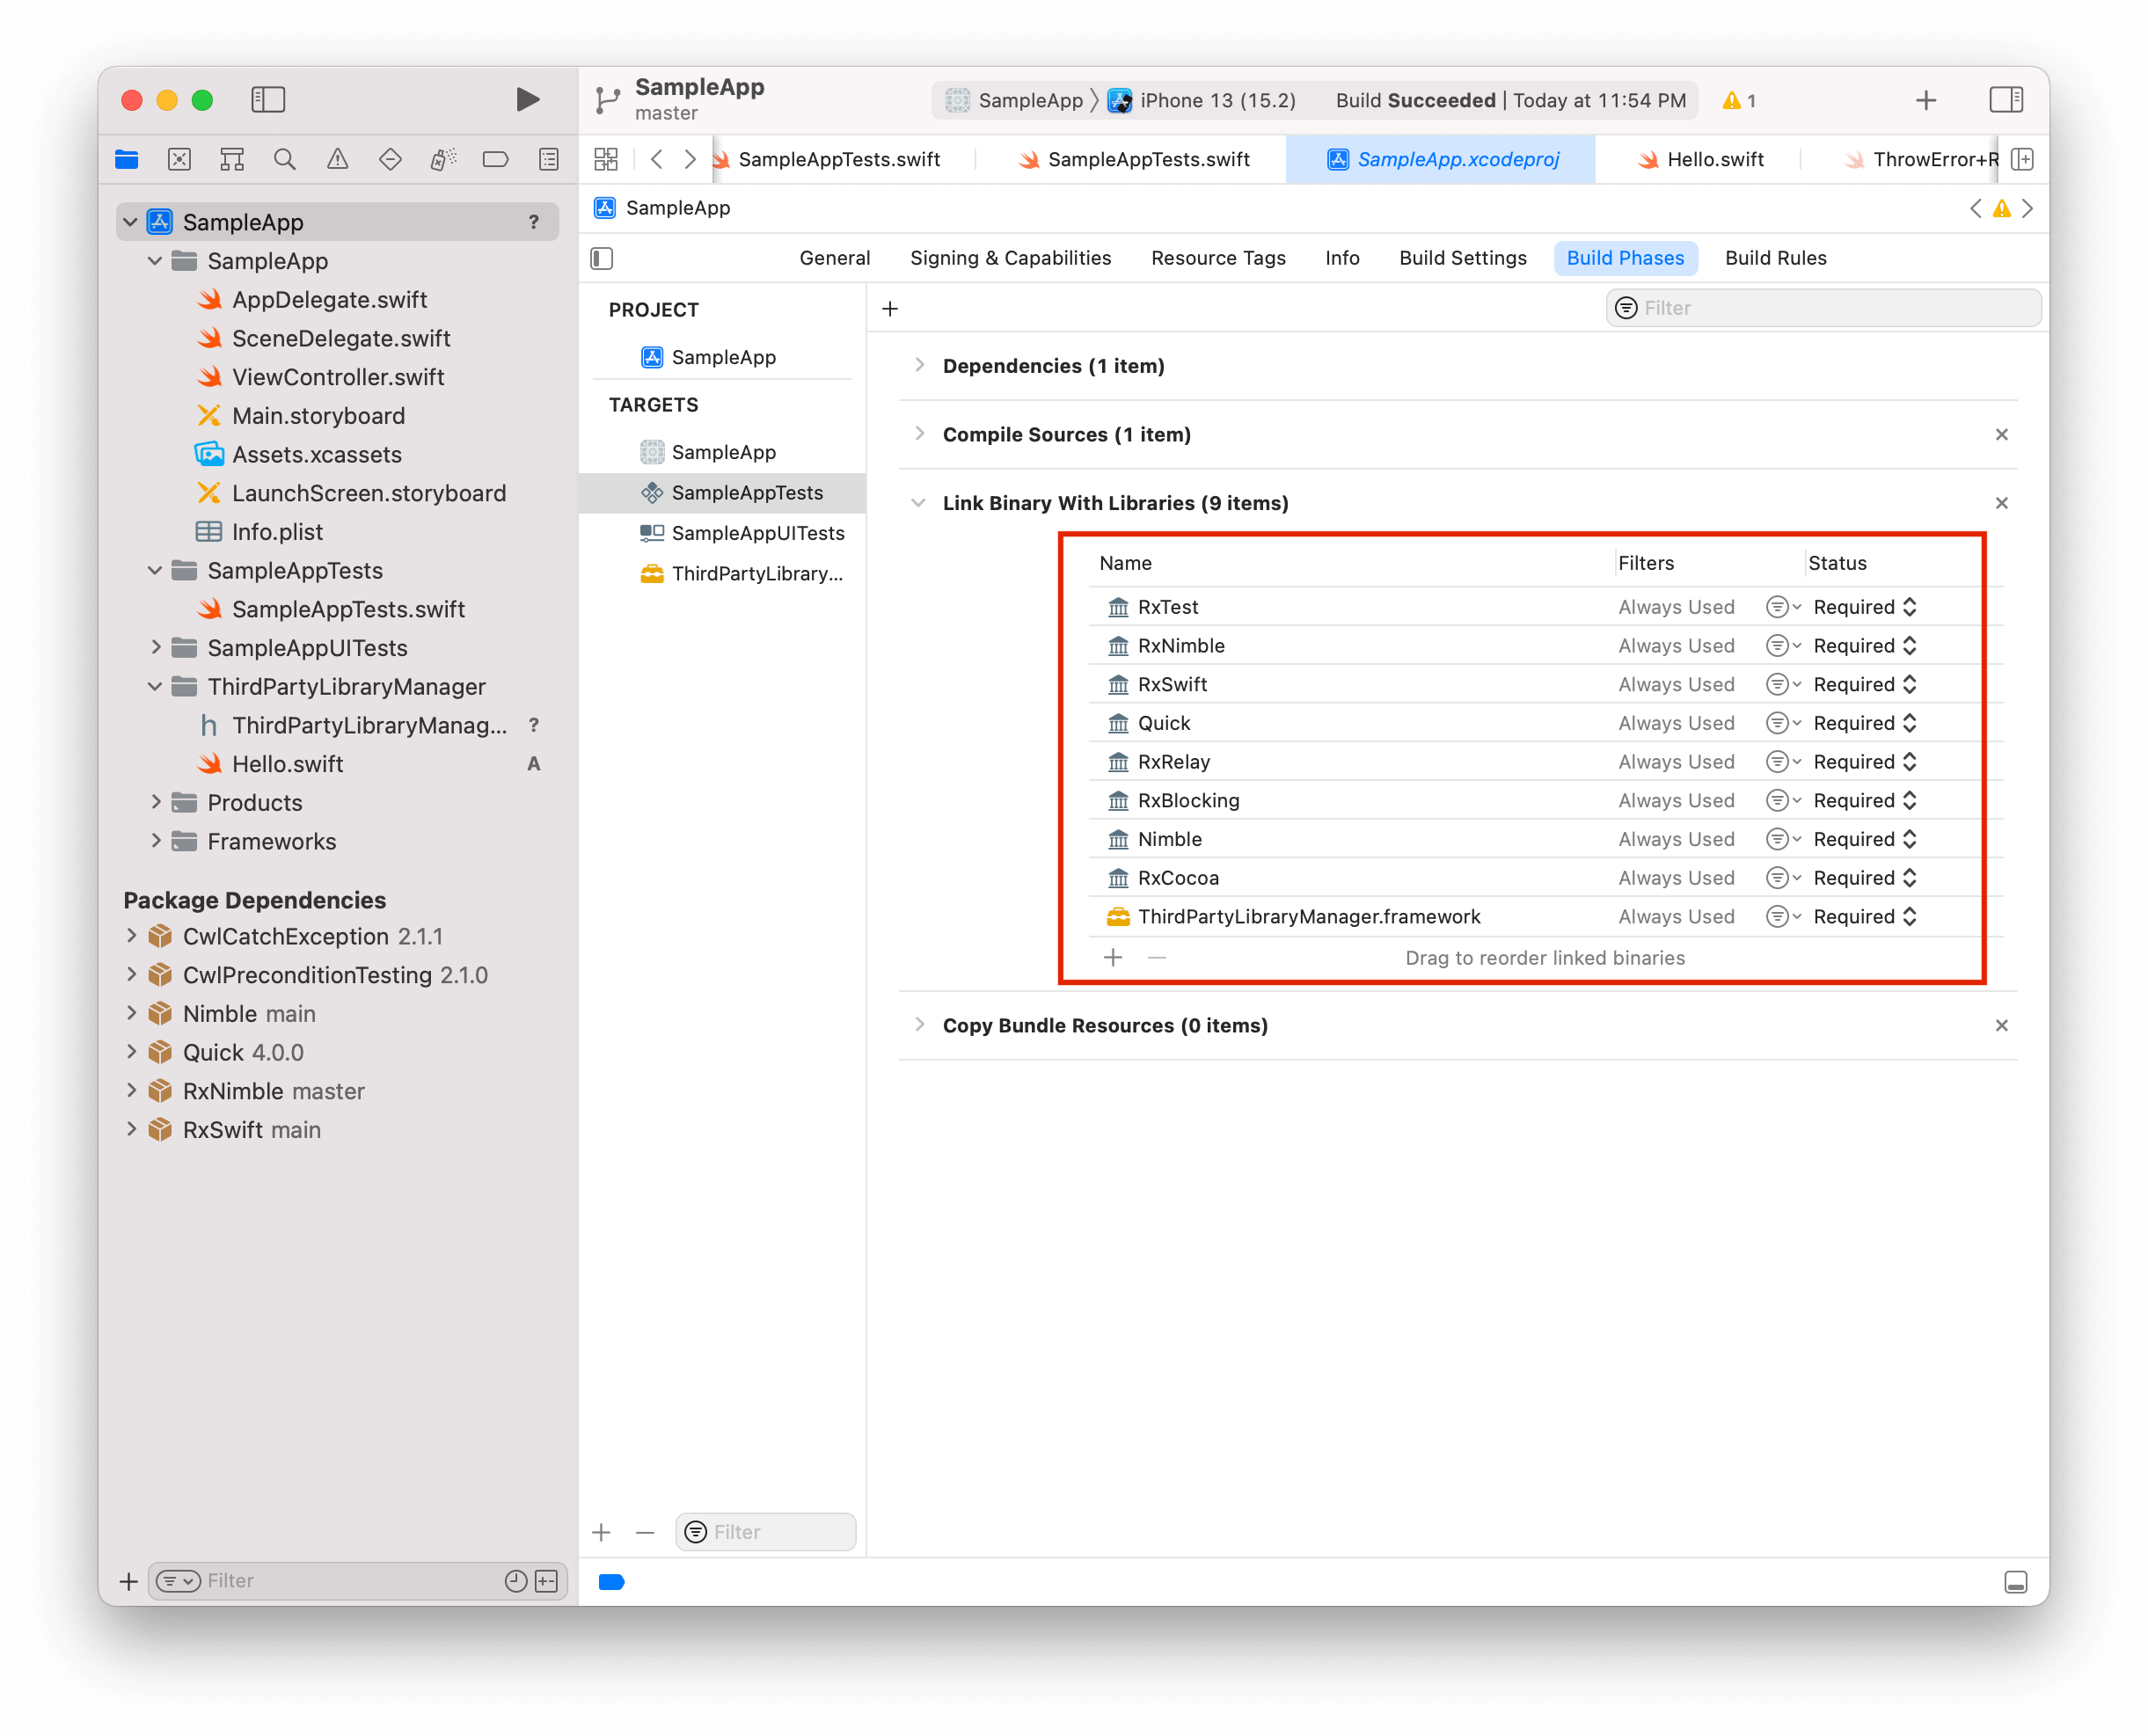 SampleApp
master
SampleApp
iPhone 13 (15.2)
Build Succeeded | Today at 11:54 PM
1
SampleAppTests.swift
SampleAppTests.swift
SampleApp.xcodeproj
Hello.swift
ThrowError+R
SampleApp
General
Signing & Capabilities
Resource Tags
Info
Build Settings
Build Phases
Build Rules
SampleApp ?
SampleApp
AppDelegate.swift
SceneDelegate.swift
ViewController.swift
Main.storyboard
Assets.xcassets
LaunchScreen.storyboard
Info.plist
SampleAppTests
SampleAppTests.swift
SampleAppUITests
ThirdPartyLibraryManager
ThirdPartyLibraryManag... ?
Hello.swift A
Products
Frameworks
Package Dependencies
CwlCatchException 2.1.1
CwlPreconditionTesting 2.1.0
Nimble main
Quick 4.0.0
RxNimble master
RxSwift main
Filter
PROJECT
SampleApp
TARGETS
SampleApp
SampleAppTests
SampleAppUITests
ThirdPartyLibrary...
Filter
Filter
Dependencies (1 item)
Compile Sources (1 item)
Link Binary With Libraries (9 items)
Name Filters Status
RxTest Always Used Required
RxNimble Always Used Required
RxSwift Always Used Required
Quick Always Used Required
RxRelay Always Used Required
RxBlocking Always Used Required
Nimble Always Used Required
RxCocoa Always Used Required
ThirdPartyLibraryManager.framework Always Used Required
Drag to reorder linked binaries
Copy Bundle Resources (0 items)